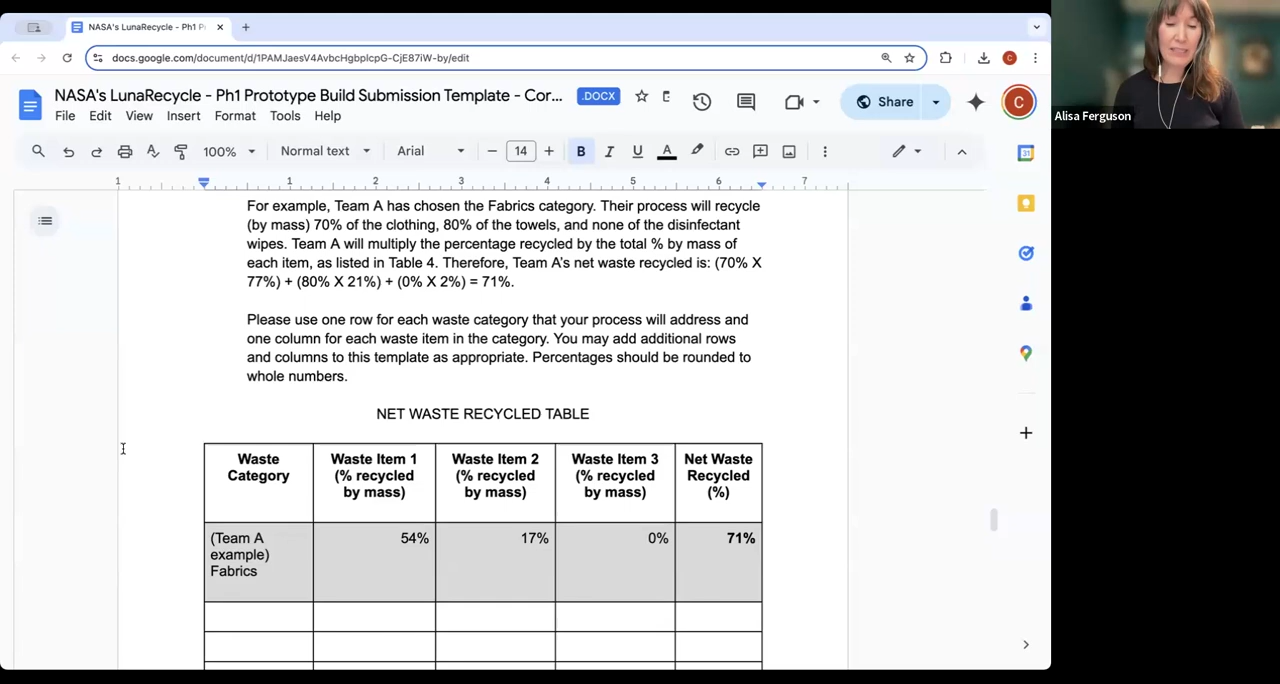 NASA's LunaRecycle - Ph1 P
docs.google.com/document/d/1PAMJaesV4AvbcHgbplcpG-CjE87iW-by/edit
C
NASA's LunaRecycle - Ph1 Prototype Build Submission Template - Cor... .DOCX
Share
C
File Edit View Insert Format Tools Help
100% Normal text Arial − 14 + B I U A
31
1 1 2 3 4 5 6 7
For example, Team A has chosen the Fabrics category. Their process will recycle
(by mass) 70% of the clothing, 80% of the towels, and none of the disinfectant
wipes. Team A will multiply the percentage recycled by the total % by mass of
each item, as listed in Table 4. Therefore, Team A's net waste recycled is: (70% X
77%) + (80% X 21%) + (0% X 2%) = 71%.
Please use one row for each waste category that your process will address and
one column for each waste item in the category. You may add additional rows
and columns to this template as appropriate. Percentages should be rounded to
whole numbers.
NET WASTE RECYCLED TABLE
Waste
Category
Waste Item 1
(% recycled
by mass)
Waste Item 2
(% recycled
by mass)
Waste Item 3
(% recycled
by mass)
Net Waste
Recycled
(%)
(Team A
example)
Fabrics
54%
17%
0%
71%
Alisa Ferguson